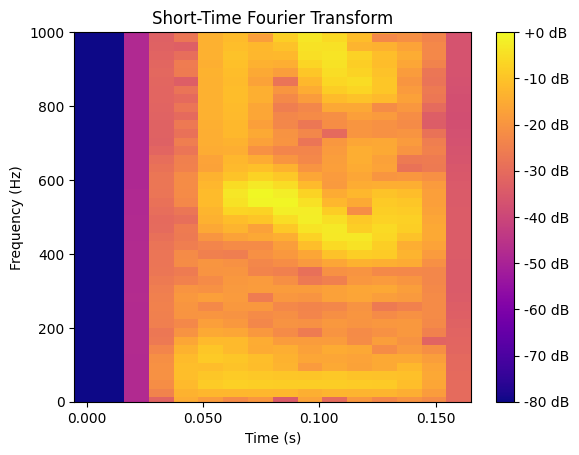 Short-Time Fourier Transform
1000
800
600
400
200
0
Frequency (Hz)
0.000
0.050
0.100
0.150
Time (s)
+0 dB
-10 dB
-20 dB
-30 dB
-40 dB
-50 dB
-60 dB
-70 dB
-80 dB